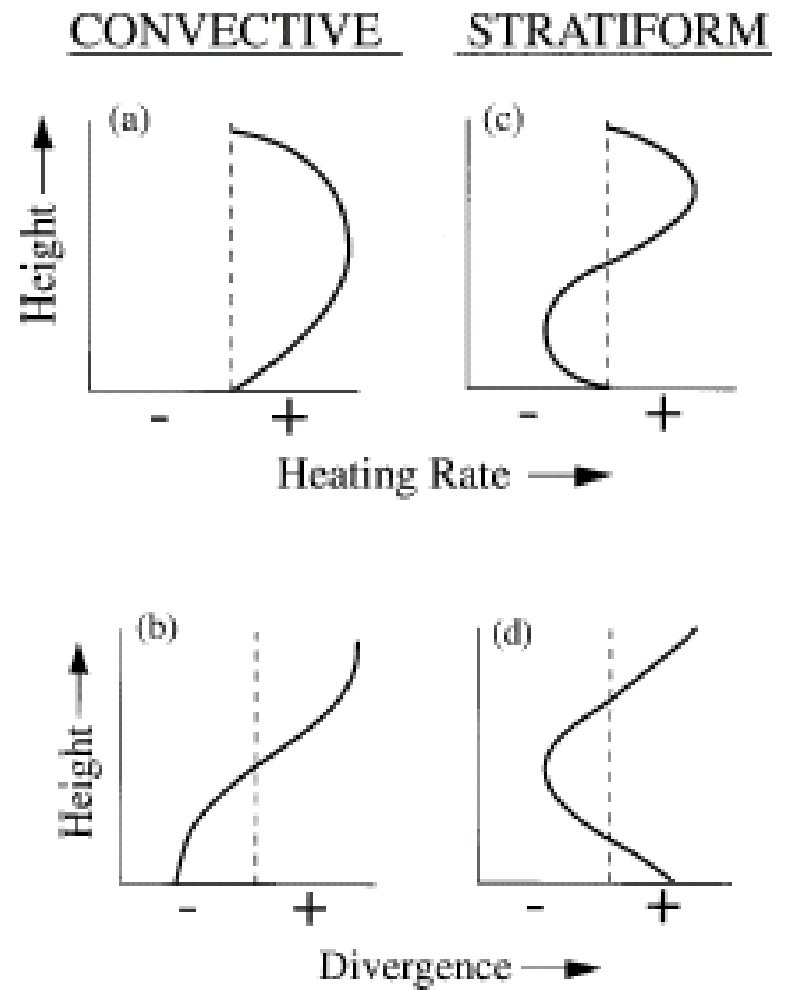 CONVECTIVE STRATIFORM
(a) (c)
Height
- + - +
Heating Rate
(b) (d)
Height
- + - +
Divergence